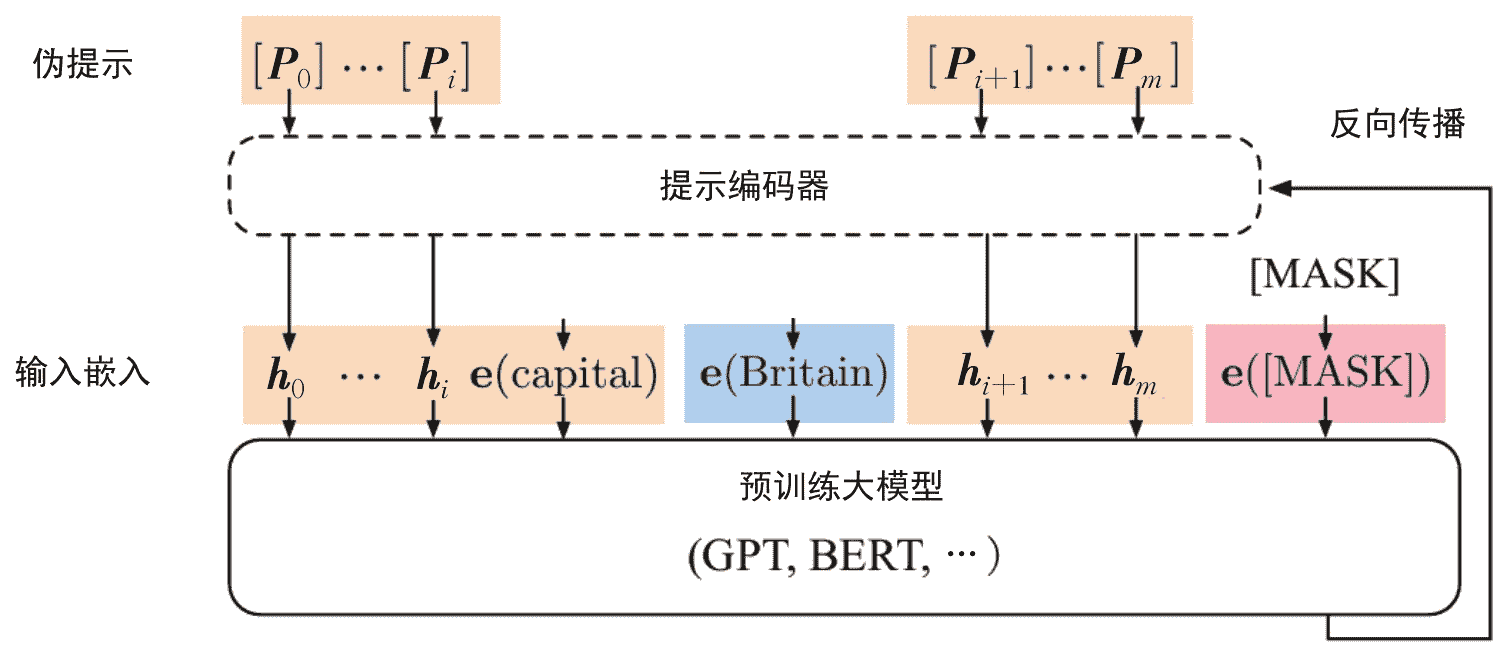 伪提示 [P0] ··· [Pi] [Pi+1]···[Pm]
反向传播
提示编码器
[MASK]
输入嵌入 h0 ··· hi e(capital) e(Britain) hi+1 ··· hm e([MASK])
预训练大模型
(GPT, BERT, ···)